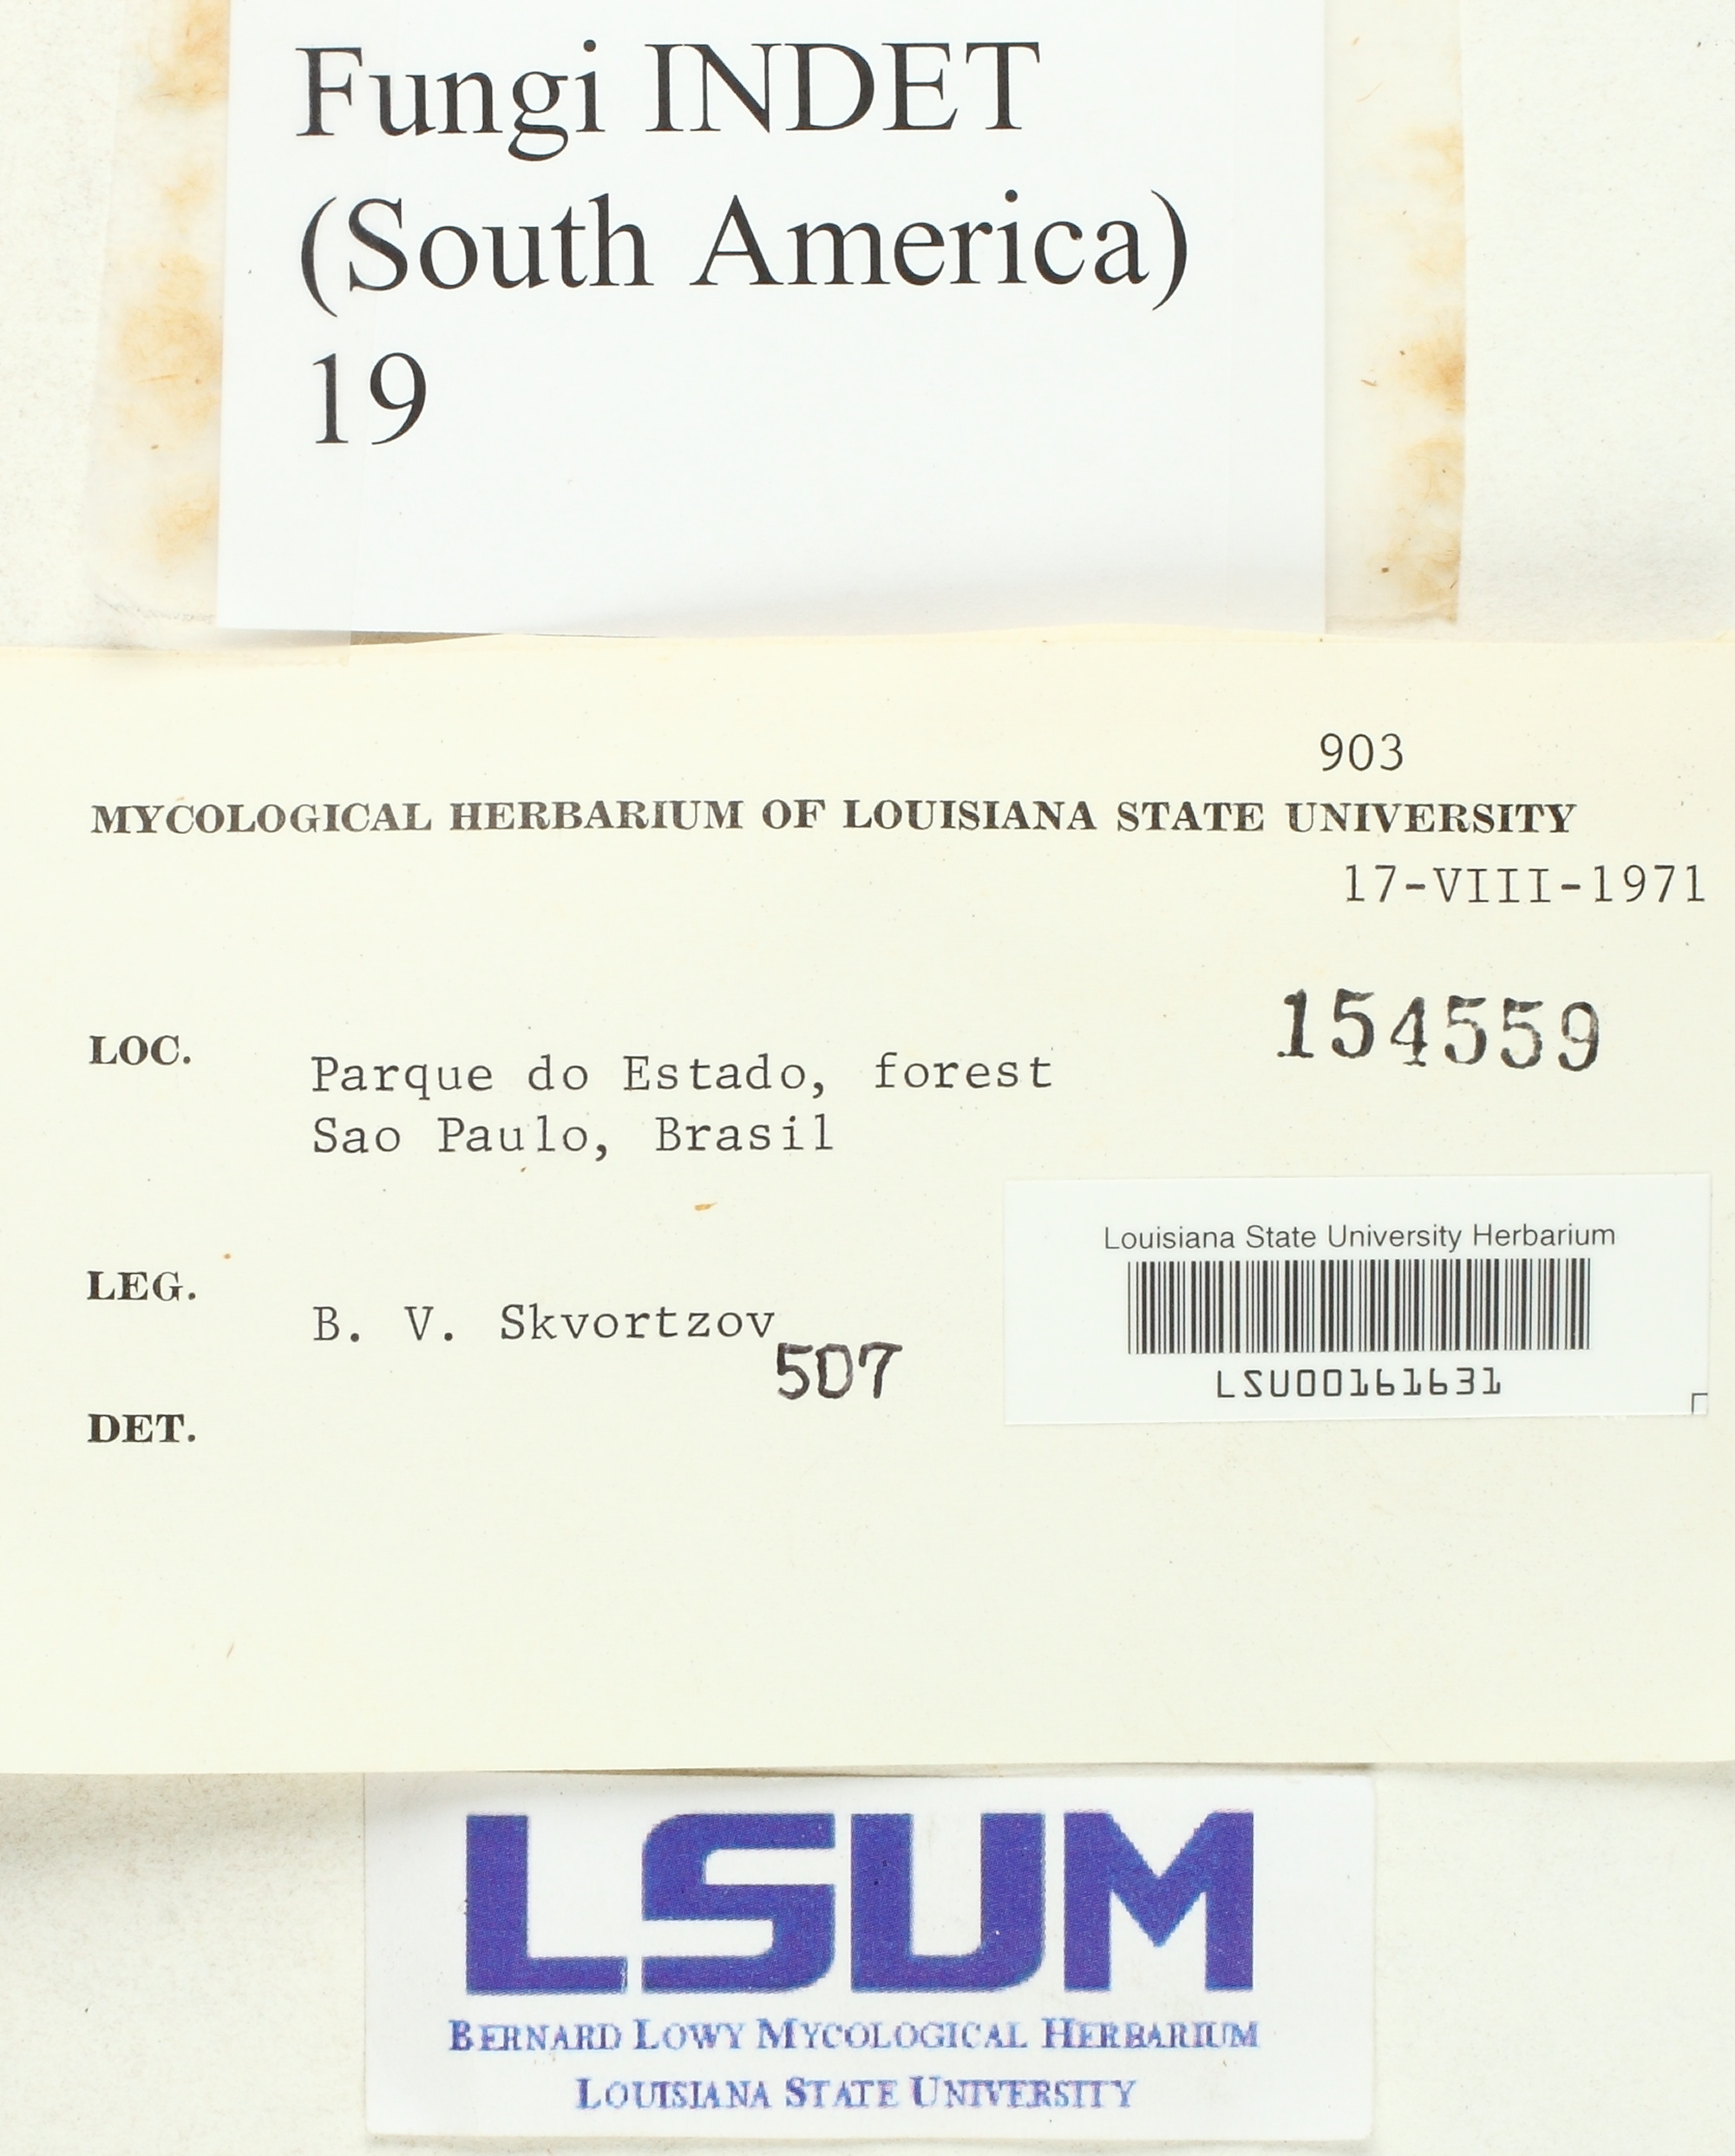 Fungi INDET
(South America)
19
903
MYCOLOGICAL HERBARIUM OF LOUISIANA STATE UNIVERSITY
17-VIII-1971
154559
LOC. Parque do Estado, forest
Sao Paulo, Brasil
Louisiana State University Herbarium
LSU00161631
LEG. B. V. Skvortzov
507
DET.
LSUM
BERNARD LOWY MYCOLOGICAL HERBARIUM
LOUISIANA STATE UNIVERSITY